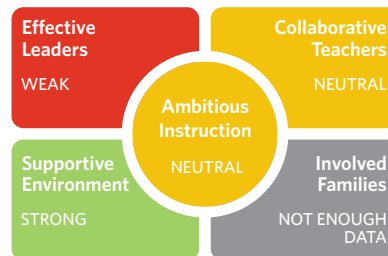 Effective
Leaders
WEAK
Collaborative
Teachers
NEUTRAL
Ambitious
Instruction
NEUTRAL
Supportive
Environment
STRONG
Involved
Families
NOT ENOUGH
DATA